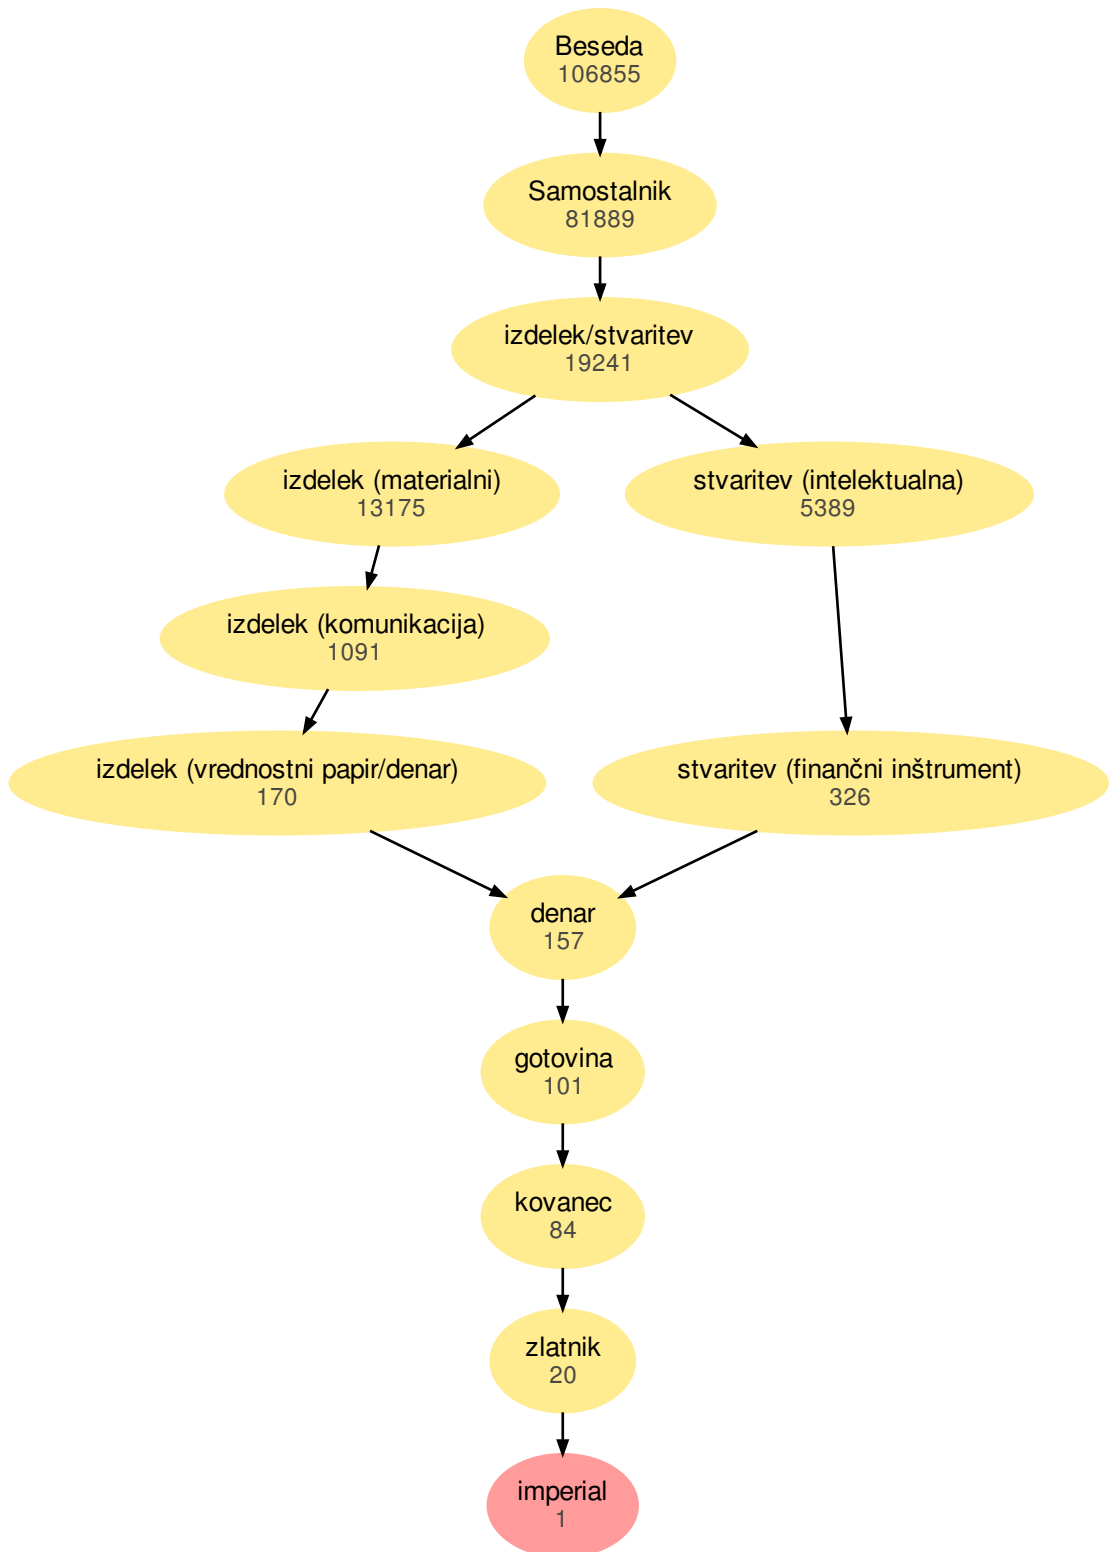 Beseda
106855
Samostalnik
81889
izdelek/stvaritev
19241
izdelek (materialni)
13175
stvaritev (intelektualna)
5389
izdelek (komunikacija)
1091
izdelek (vrednostni papir/denar)
170
stvaritev (finančni inštrument)
326
denar
157
gotovina
101
kovanec
84
zlatnik
20
imperial
1